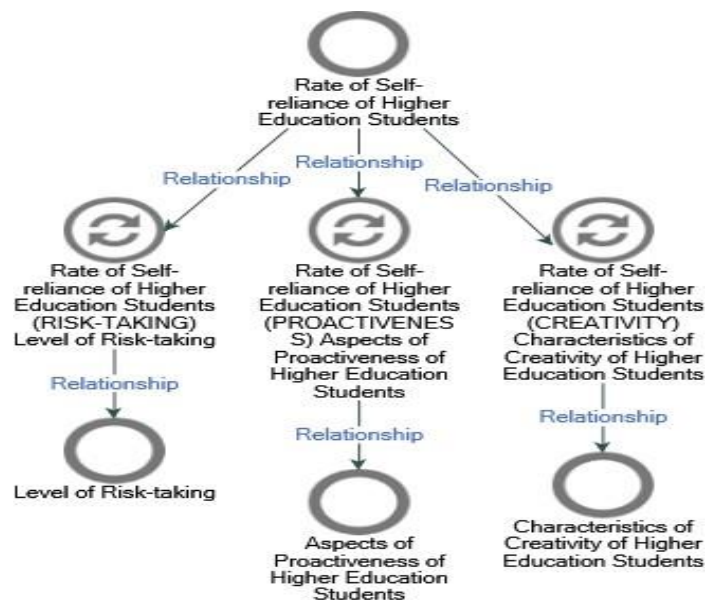 Rate of Self-
reliance of Higher
Education Students
Relationship
Relationship
Relationship
Rate of Self-
reliance of Higher
Education Students
(RISK-TAKING)
Level of Risk-taking
Rate of Self-
reliance of Higher
Education Students
(PROACTIVENES
S) Aspects of
Proactiveness of
Higher Education
Students
Rate of Self-
reliance of Higher
Education Students
(CREATIVITY)
Characteristics of
Creativity of Higher
Education Students
Relationship
Relationship
Relationship
Level of Risk-taking
Aspects of
Proactiveness of
Higher Education
Students
Characteristics of
Creativity of Higher
Education Students